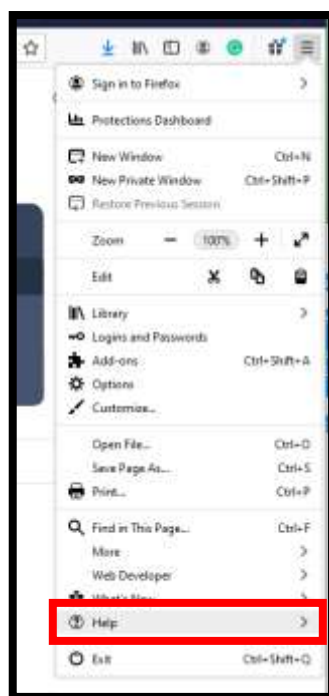 Sign in to Firefox
Protections Dashboard
New Window Ctrl+N
New Private Window Ctrl+Shift+P
Restore Previous Session
Zoom 100%
Edit
Library
Logins and Passwords
Add-ons Ctrl+Shift+A
Options
Customize...
Open File... Ctrl+O
Save Page As... Ctrl+S
Print... Ctrl+P
Find in This Page... Ctrl+F
More
Web Developer
What's New
Help
Exit Ctrl+Shift+Q